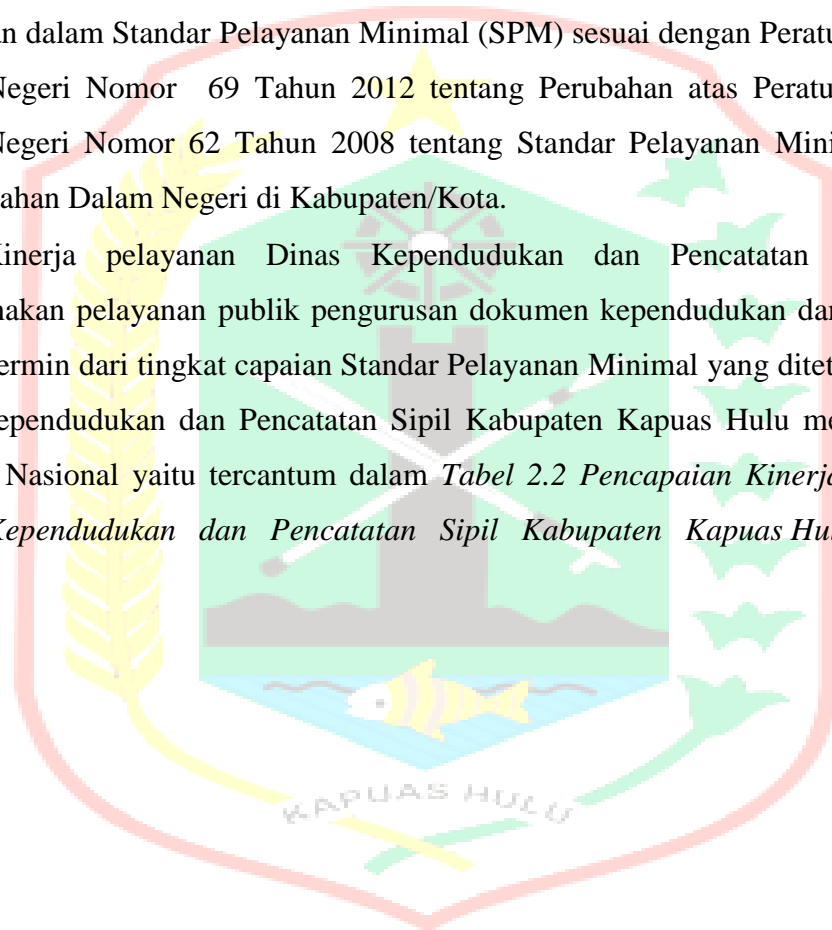 an dalam Standar Pelayanan Minimal (SPM) sesuai dengan Peratu
Negeri Nomor 69 Tahun 2012 tentang Perubahan atas Peratu
Negeri Nomor 62 Tahun 2008 tentang Standar Pelayanan Mini
ahan Dalam Negeri di Kabupaten/Kota.
Kinerja pelayanan Dinas Kependudukan dan Pencatatan
nakan pelayanan publik pengurusan dokumen kependudukan dan
ermin dari tingkat capaian Standar Pelayanan Minimal yang ditet
ependudukan dan Pencatatan Sipil Kabupaten Kapuas Hulu me
Nasional yaitu tercantum dalam Tabel 2.2 Pencapaian Kinerja
Kependudukan dan Pencatatan Sipil Kabupaten Kapuas Hul
KAPUAS HULU